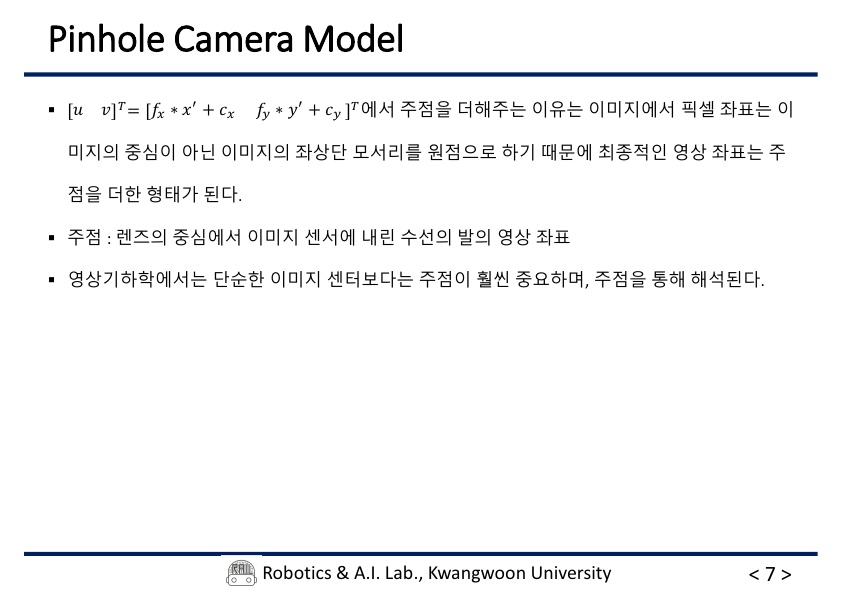 Pinhole Camera Model
▪ [u v]ᵀ = [f_x ∗ x′ + c_x f_y ∗ y′ + c_y ]ᵀ에서 주점을 더해주는 이유는 이미지에서 픽셀 좌표는 이
미지의 중심이 아닌 이미지의 좌상단 모서리를 원점으로 하기 때문에 최종적인 영상 좌표는 주
점을 더한 형태가 된다.
▪ 주점 : 렌즈의 중심에서 이미지 센서에 내린 수선의 발의 영상 좌표
▪ 영상기하학에서는 단순한 이미지 센터보다는 주점이 훨씬 중요하며, 주점을 통해 해석된다.
RAIL
Robotics & A.I. Lab., Kwangwoon University
< 7 >